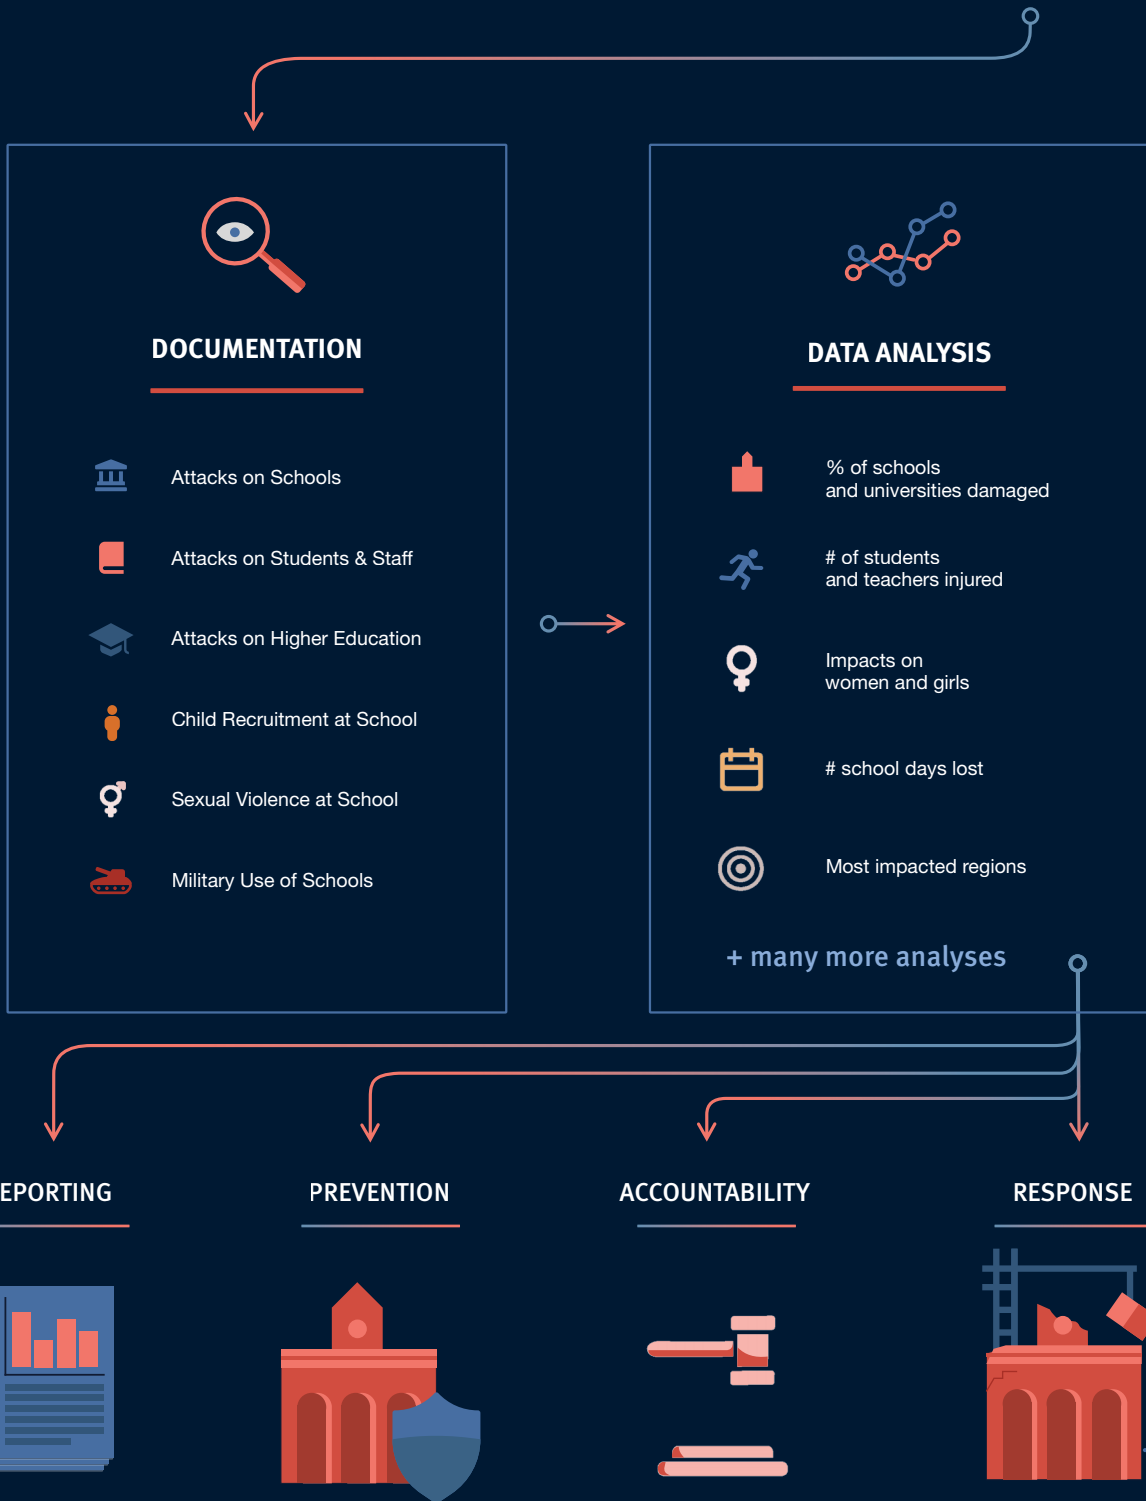 DOCUMENTATION
Attacks on Schools
Attacks on Students & Staff
Attacks on Higher Education
Child Recruitment at School
Sexual Violence at School
Military Use of Schools
DATA ANALYSIS
% of schools
and universities damaged
# of students
and teachers injured
Impacts on
women and girls
# school days lost
Most impacted regions
+ many more analyses
EPORTING
PREVENTION
ACCOUNTABILITY
RESPONSE